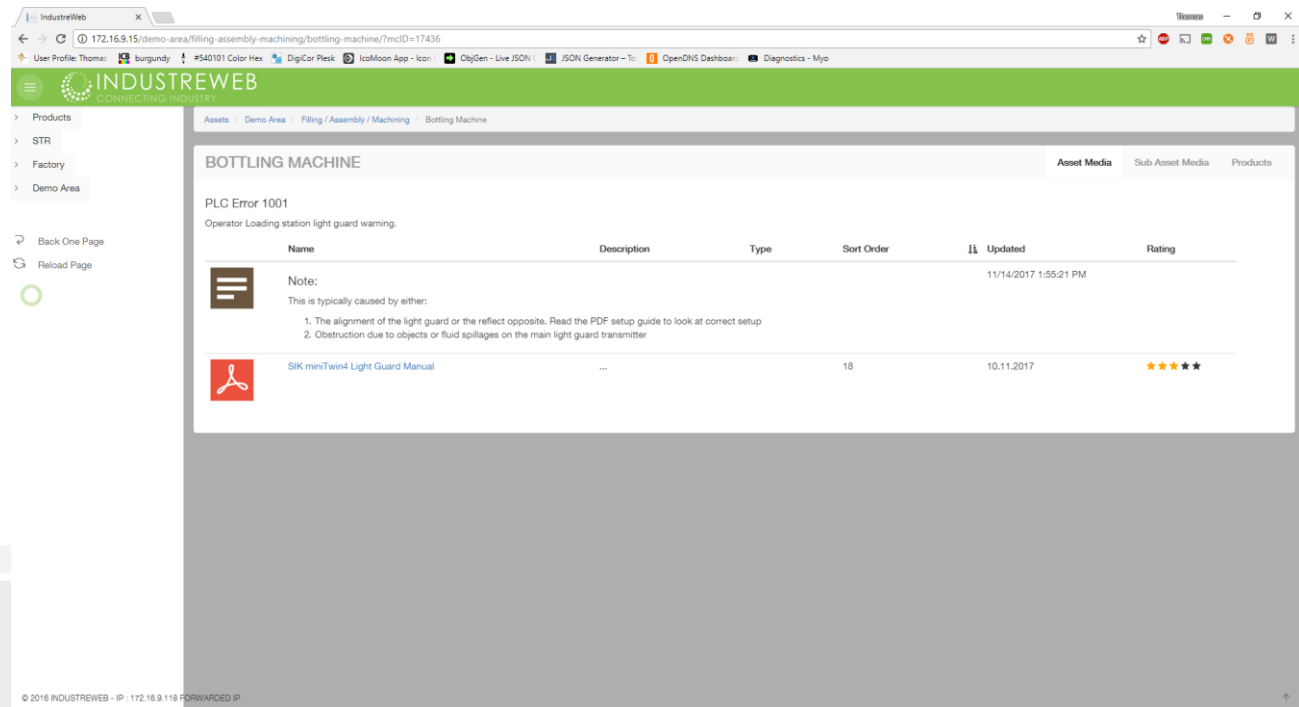 IndustreWeb
Thomas
172.16.9.15/demo-area/filling-assembly-machining/bottling-machine/?mcID=17436
User Profile: Thomas burgundy #540101 Color Hex DigiCor Plesk IcoMoon App - Icon ObjGen - Live JSON JSON Generator – To OpenDNS Dashboard Diagnostics - Myo
INDUSTREWEB
CONNECTING INDUSTRY
Products
STR
Factory
Demo Area
Back One Page
Reload Page
Assets / Demo Area / Filling / Assembly / Machining / Bottling Machine
BOTTLING MACHINE
Asset Media Sub Asset Media Products
PLC Error 1001
Operator Loading station light guard warning.
Name Description Type Sort Order Updated Rating
Note: 11/14/2017 1:55:21 PM
This is typically caused by either:
1. The alignment of the light guard or the reflect opposite. Read the PDF setup guide to look at correct setup
2. Obstruction due to objects or fluid spillages on the main light guard transmitter
SIK miniTwin4 Light Guard Manual ... 18 10.11.2017
© 2016 INDUSTREWEB - IP : 172.16.9.118 FORWARDED IP